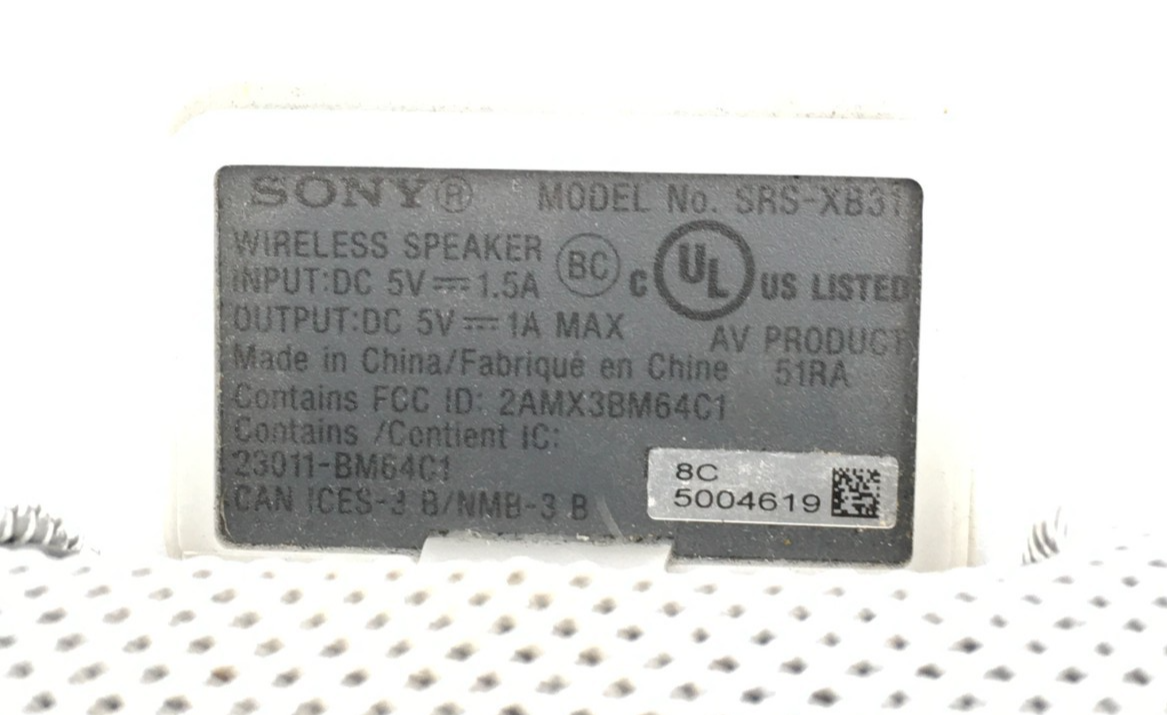 SONY® MODEL No. SRS-XB31
WIRELESS SPEAKER
INPUT:DC 5V⎓1.5A
BC
C UL US LISTED
OUTPUT:DC 5V⎓1A MAX
AV PRODUCT
51RA
Made in China/Fabriqué en Chine
Contains FCC ID: 2AMX3BM64C1
Contains /Contient IC:
23011-BM64C1
CAN ICES-3 B/NMB-3 B
8C
5004619